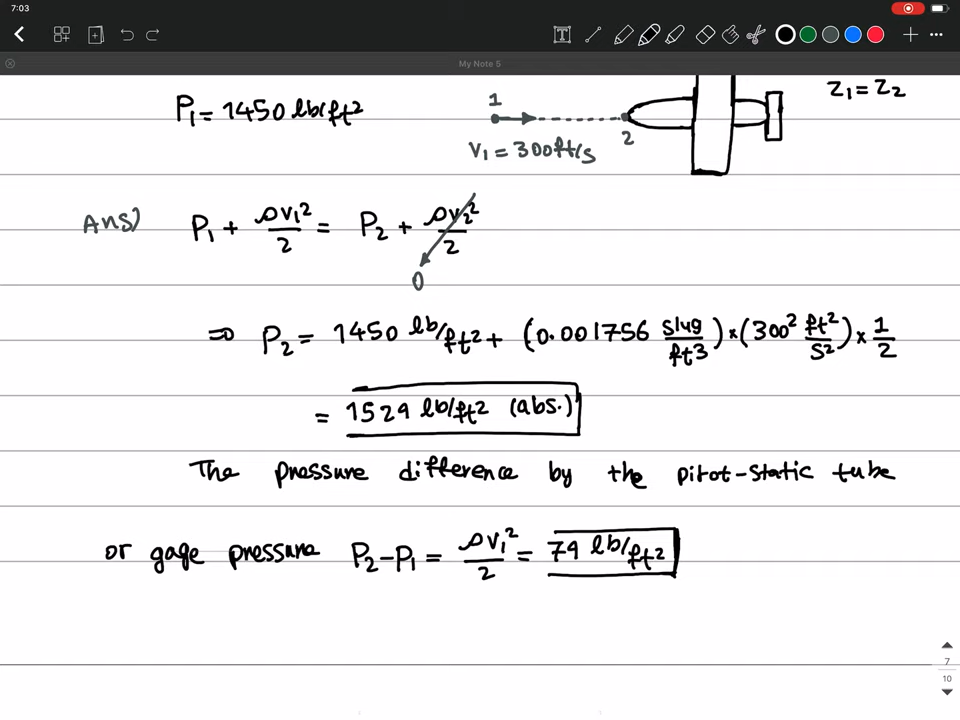 7:03
My Note 5
P₁ = 1450 lb/ft²
1
2
V₁ = 300ft/s
Z₁ = Z₂
Ans) P₁ + ρv₁²/2 = P₂ + ρv₂²/2
0
⇒ P₂ = 1450 lb/ft² + (0.001756 slug/ft3) × (300² ft²/s²) × 1/2
= 1529 lb/ft² (abs.)
The pressure difference by the pitot-static tube
or gage pressure P₂-P₁ = ρv₁²/2 = 79 lb/ft²
7
10